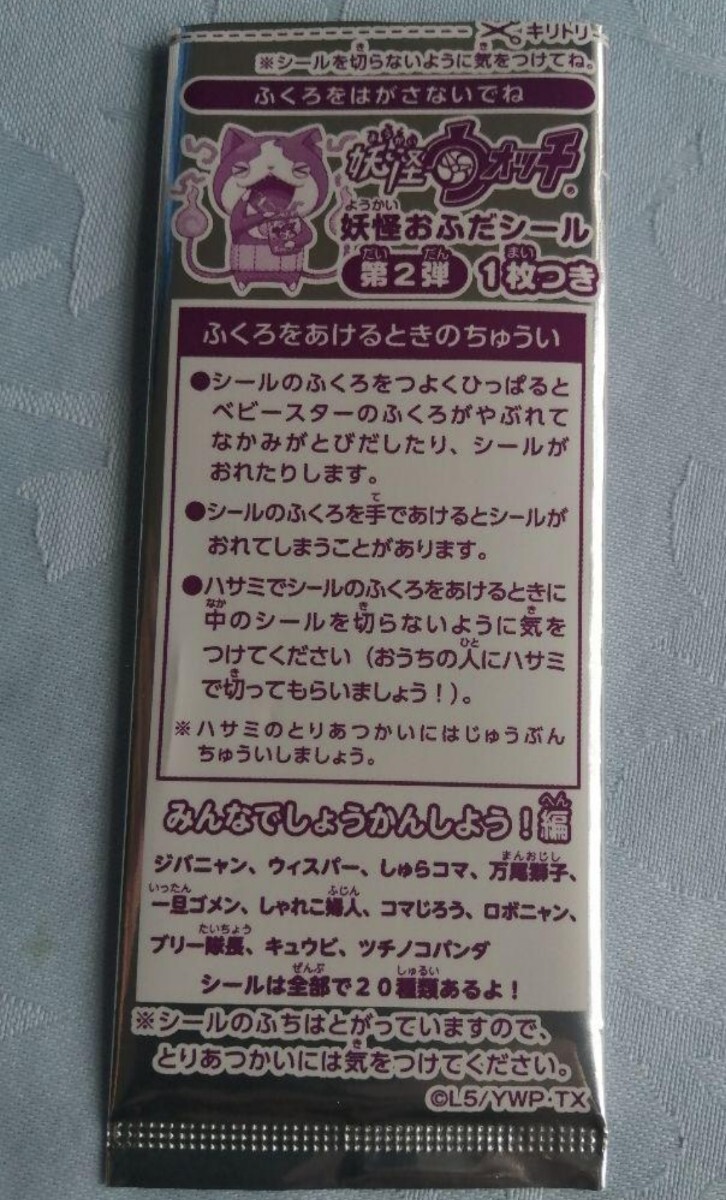 キリトリ
※シールを切らないように気をつけてね。
ふくろをはがさないでね
妖怪ウォッチ®
妖怪おふだシール
第2弾 1枚つき
ふくろをあけるときのちゅうい
●シールのふくろをつよくひっぱると
ベビースターのふくろがやぶれて
なかみがとびだしたり、シールが
おれたりします。
●シールのふくろを手であけるとシールが
おれてしまうことがあります。
●ハサミでシールのふくろをあけるときに
中のシールを切らないように気を
つけてください（おうちの人にハサミ
で切ってもらいましょう！）。
※ハサミのとりあつかいにはじゅうぶん
ちゅういしましょう。
みんなでしょうかんしよう！編
ジバニャン、ウィスパー、しゅらコマ、万尾獅子、
一旦ゴメン、しゃれこ婦人、コマじろう、ロボニャン、
ブリー隊長、キュウビ、ツチノコパンダ
シールは全部で20種類あるよ！
※シールのふちはとがっていますので、
とりあつかいには気をつけてください。
©L5/YWP・TX